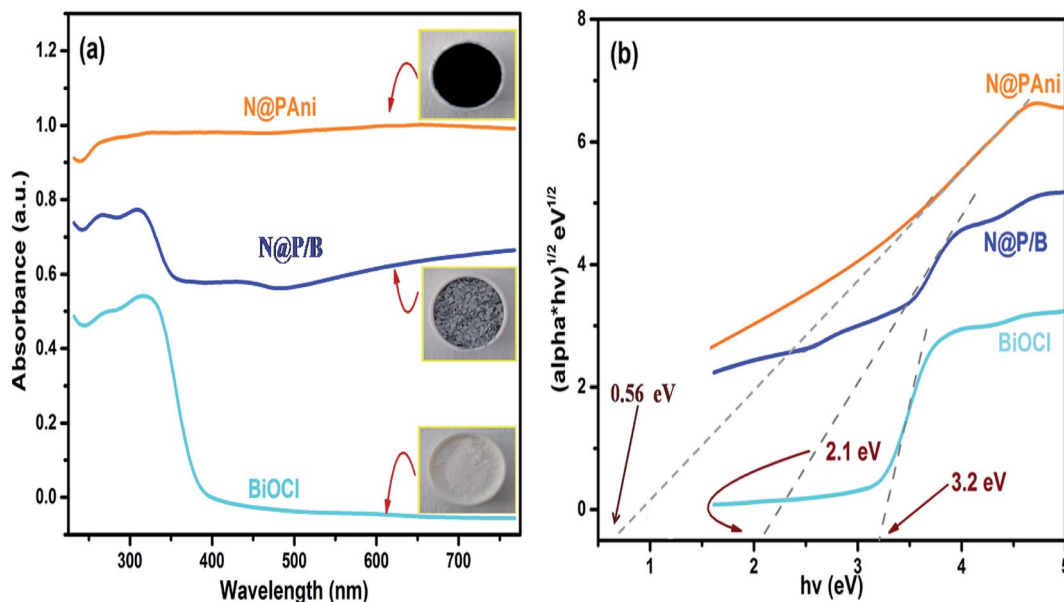 (a)
1.2
1.0
0.8
0.6
0.4
0.2
0.0
Absorbance (a.u.)
N@PAni
N@P/B
BiOCl
300
400
500
600
700
Wavelength (nm)
(b)
8
6
4
2
0
(alpha*hv)1/2 eV1/2
N@PAni
N@P/B
BiOCl
0.56 eV
2.1 eV
3.2 eV
1
2
3
4
5
hv (eV)